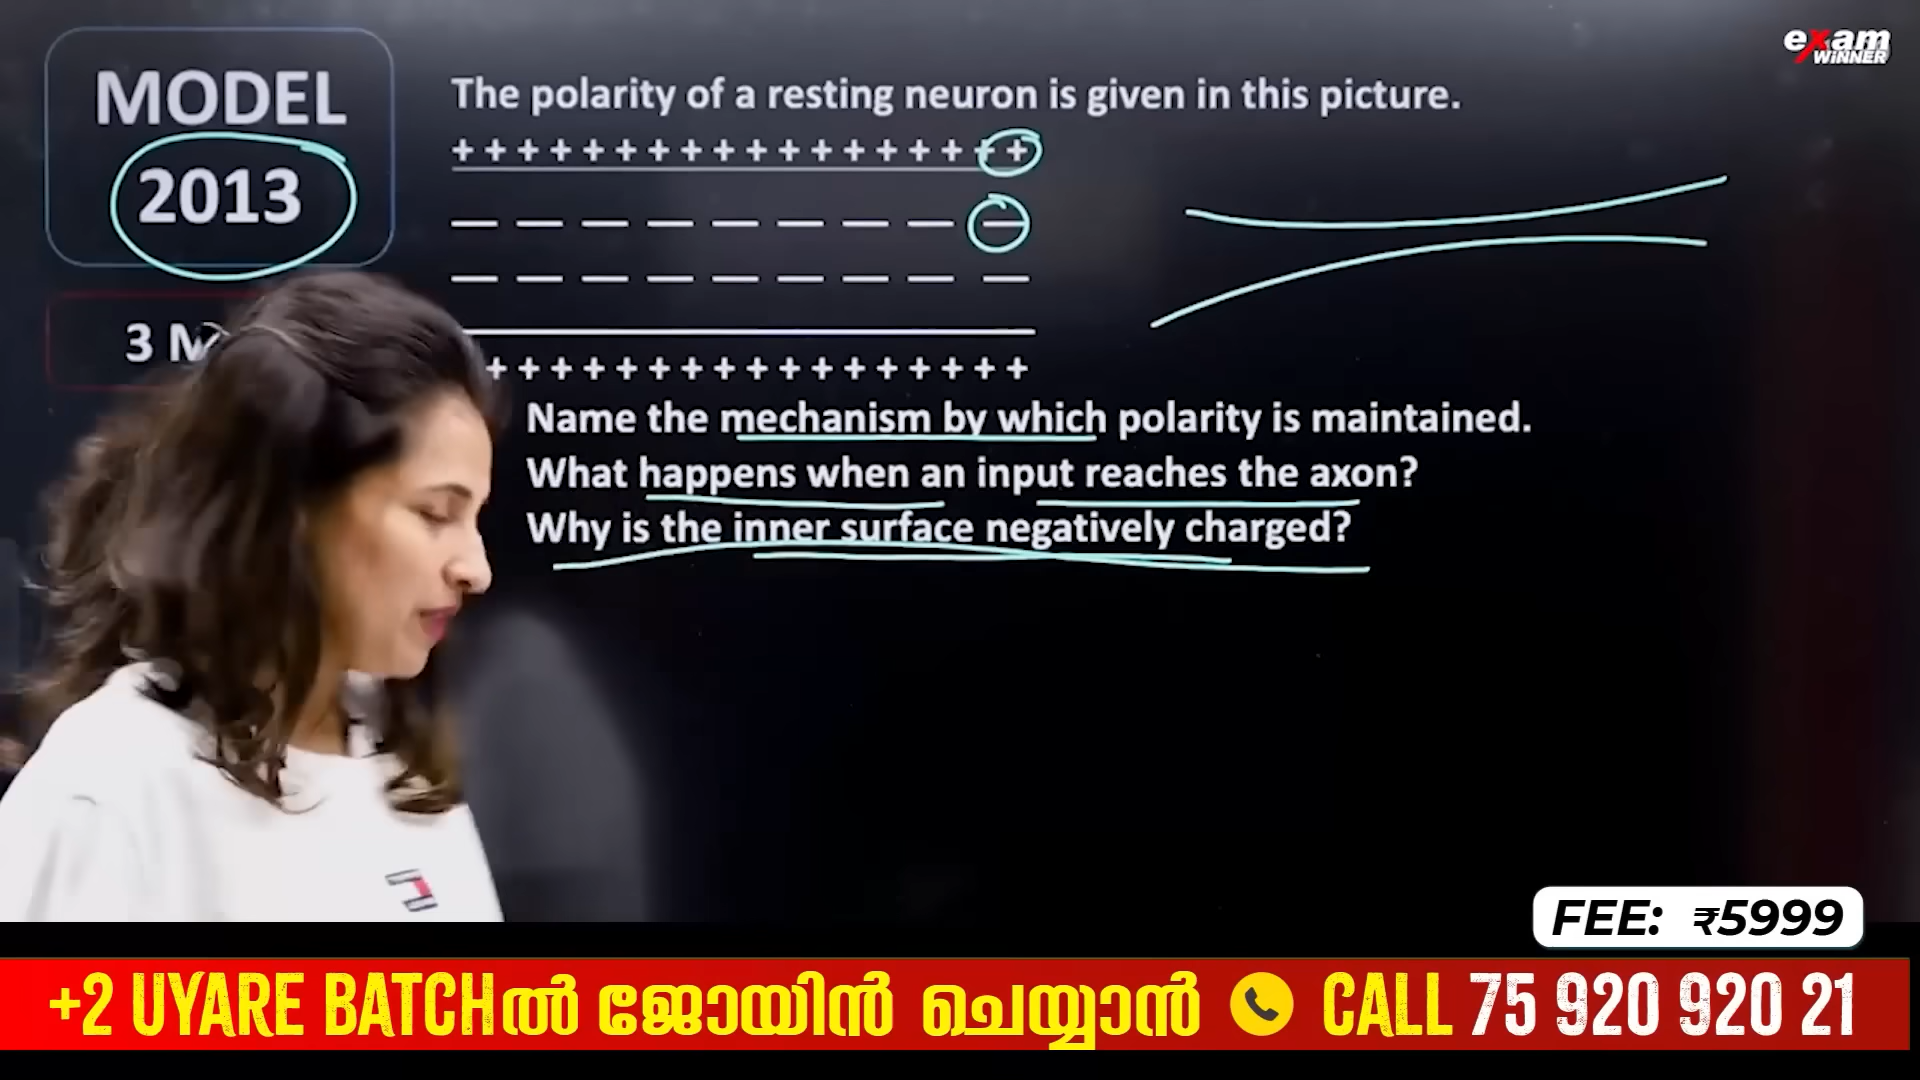 exam
WINNER
MODEL
2013
3 M
The polarity of a resting neuron is given in this picture.
+ + + + + + + + + + + + + + + + + +
— — — — — — — — —
— — — — — — — — —
+ + + + + + + + + + + + + + + + +
Name the mechanism by which polarity is maintained.
What happens when an input reaches the axon?
Why is the inner surface negatively charged?
FEE: ₹5999
+2 UYARE BATCHൽ ജോയിൻ ചെയ്യാൻ CALL 75 920 920 21